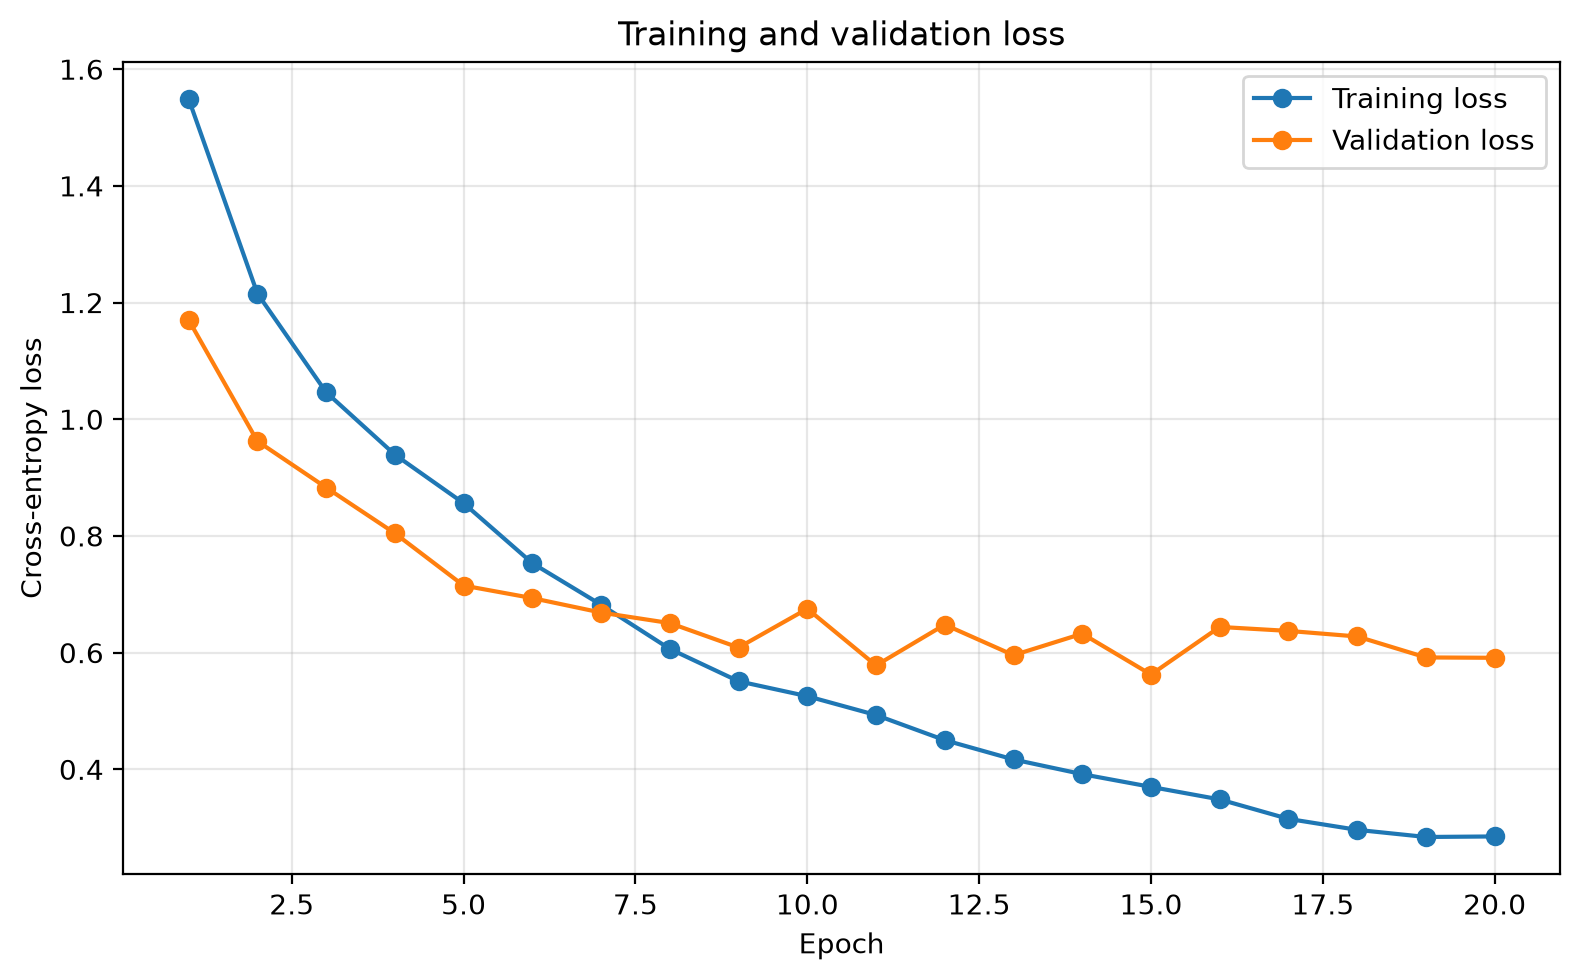 Training and validation loss
Training loss
Validation loss
Cross-entropy loss
1.6
1.4
1.2
1.0
0.8
0.6
0.4
2.5 5.0 7.5 10.0 12.5 15.0 17.5 20.0
Epoch